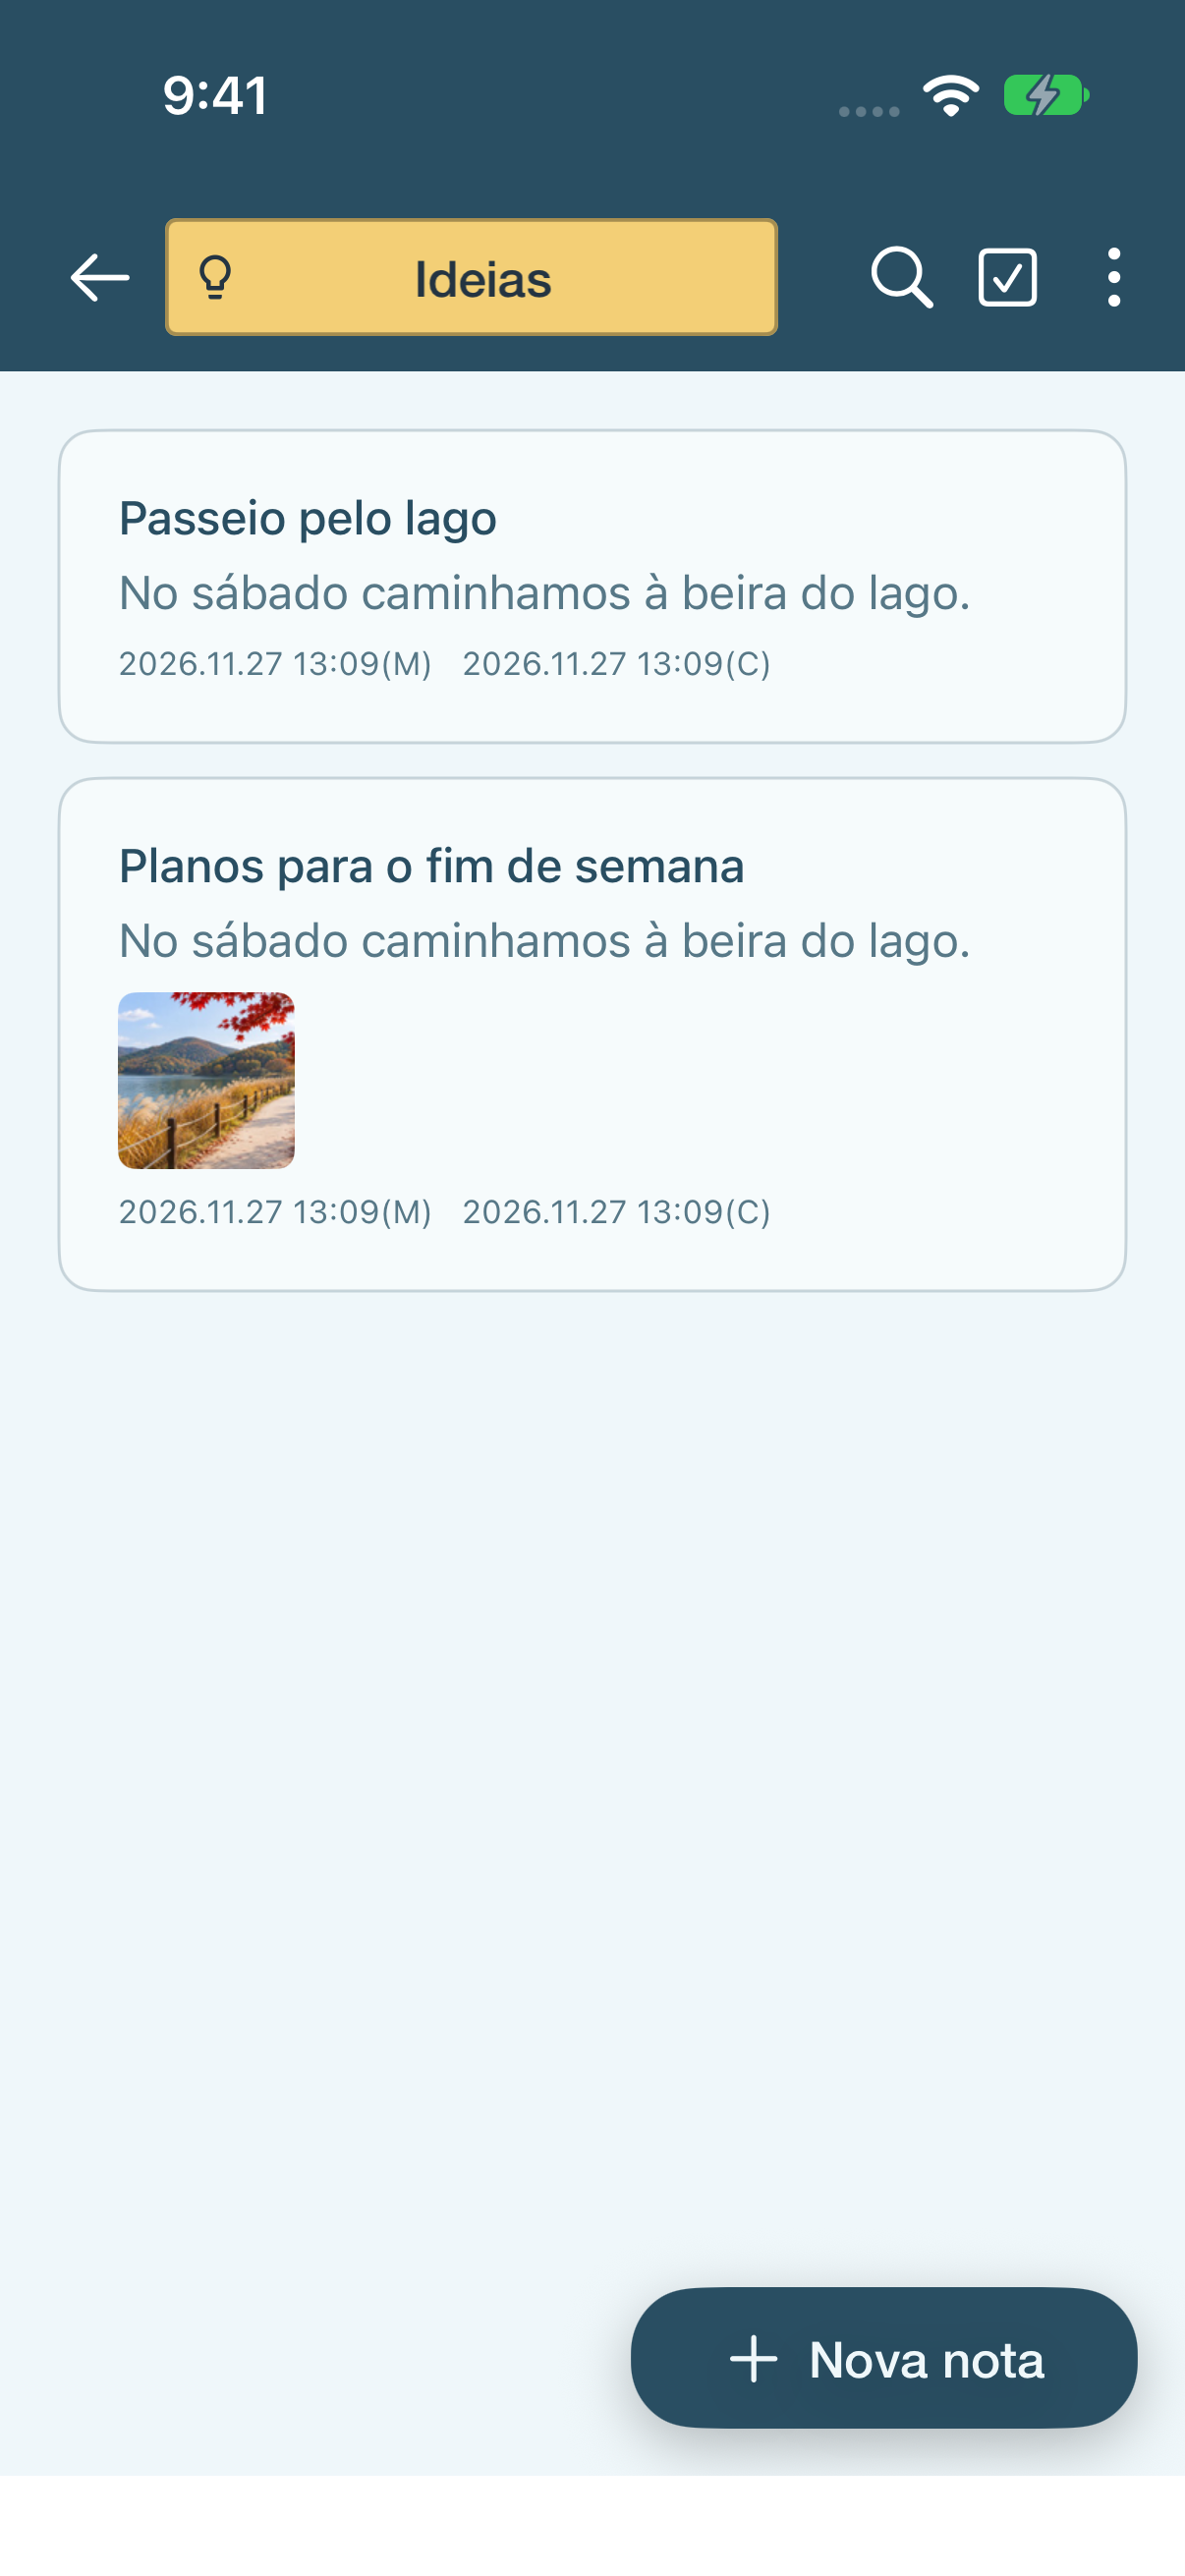 9:41
Ideias
Passeio pelo lago
No sábado caminhamos à beira do lago.
2026.11.27 13:09(M) 2026.11.27 13:09(C)
Planos para o fim de semana
No sábado caminhamos à beira do lago.
2026.11.27 13:09(M) 2026.11.27 13:09(C)
Nova nota